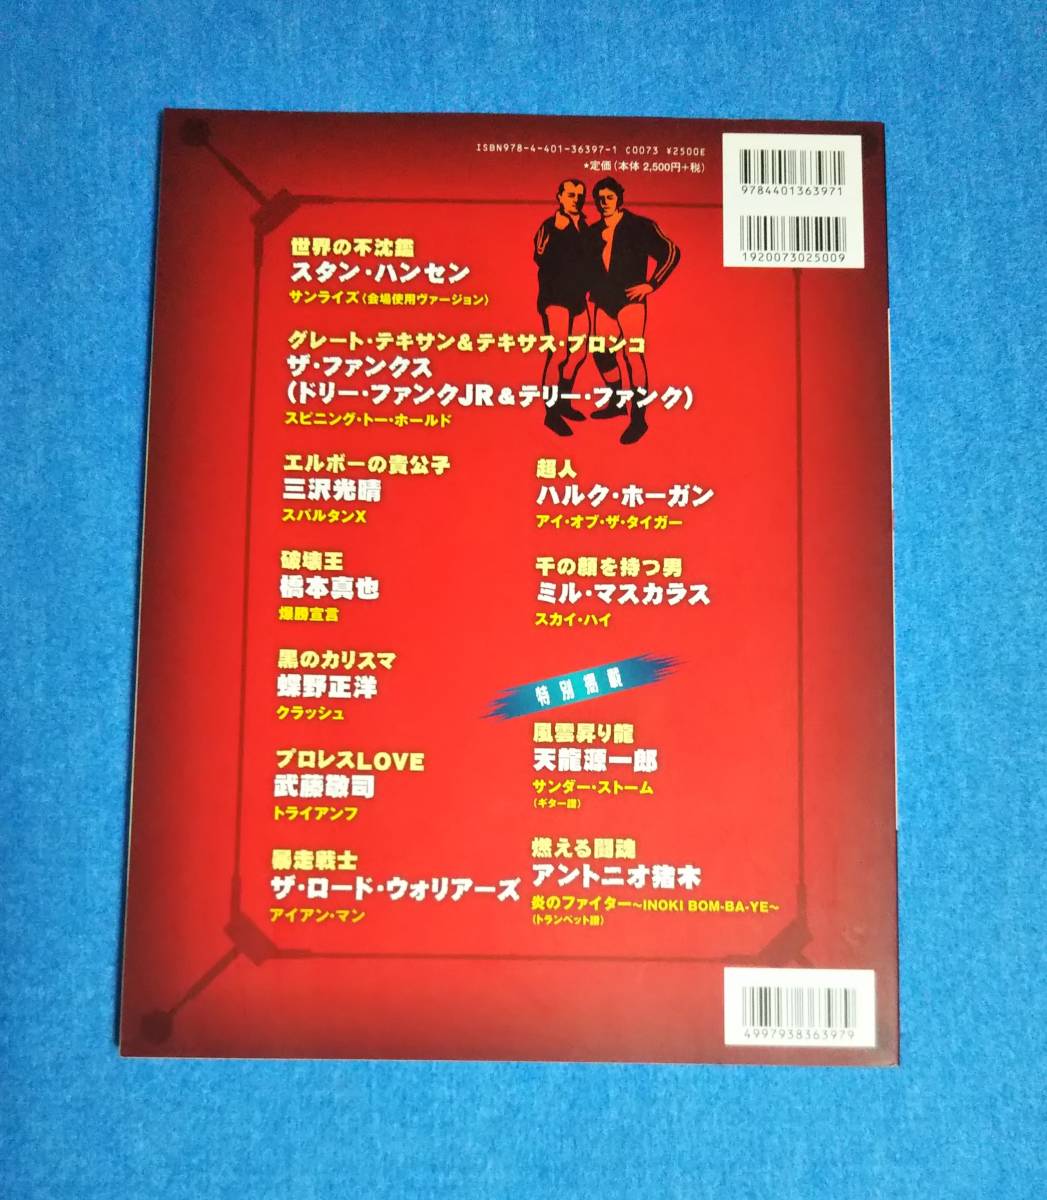 ISBN978-4-401-36397-1 C0073 ¥2500E
*定価(本体 2,500円+税)
9784401363971
1920073025009
世界の不沈艦
スタン・ハンセン
サンライズ(会場使用ヴァージョン)
グレート・テキサン&テキサス・ブロンコ
ザ・ファンクス
(ドリー・ファンクJR&テリー・ファンク)
スピニング・トー・ホールド
エルボーの貴公子
三沢光晴
スパルタンX
破壊王
橋本真也
爆勝宣言
黒のカリスマ
蝶野正洋
クラッシュ
プロレスLOVE
武藤敬司
トライアンフ
暴走戦士
ザ・ロード・ウォリアーズ
アイアン・マン
超人
ハルク・ホーガン
アイ・オブ・ザ・タイガー
千の顔を持つ男
ミル・マスカラス
スカイ・ハイ
特別掲載
風雲昇り龍
天龍源一郎
サンダー・ストーム
(ギター譜)
燃える闘魂
アントニオ猪木
炎のファイター~INOKI BOM-BA-YE~
(トランペット譜)
4997938363979